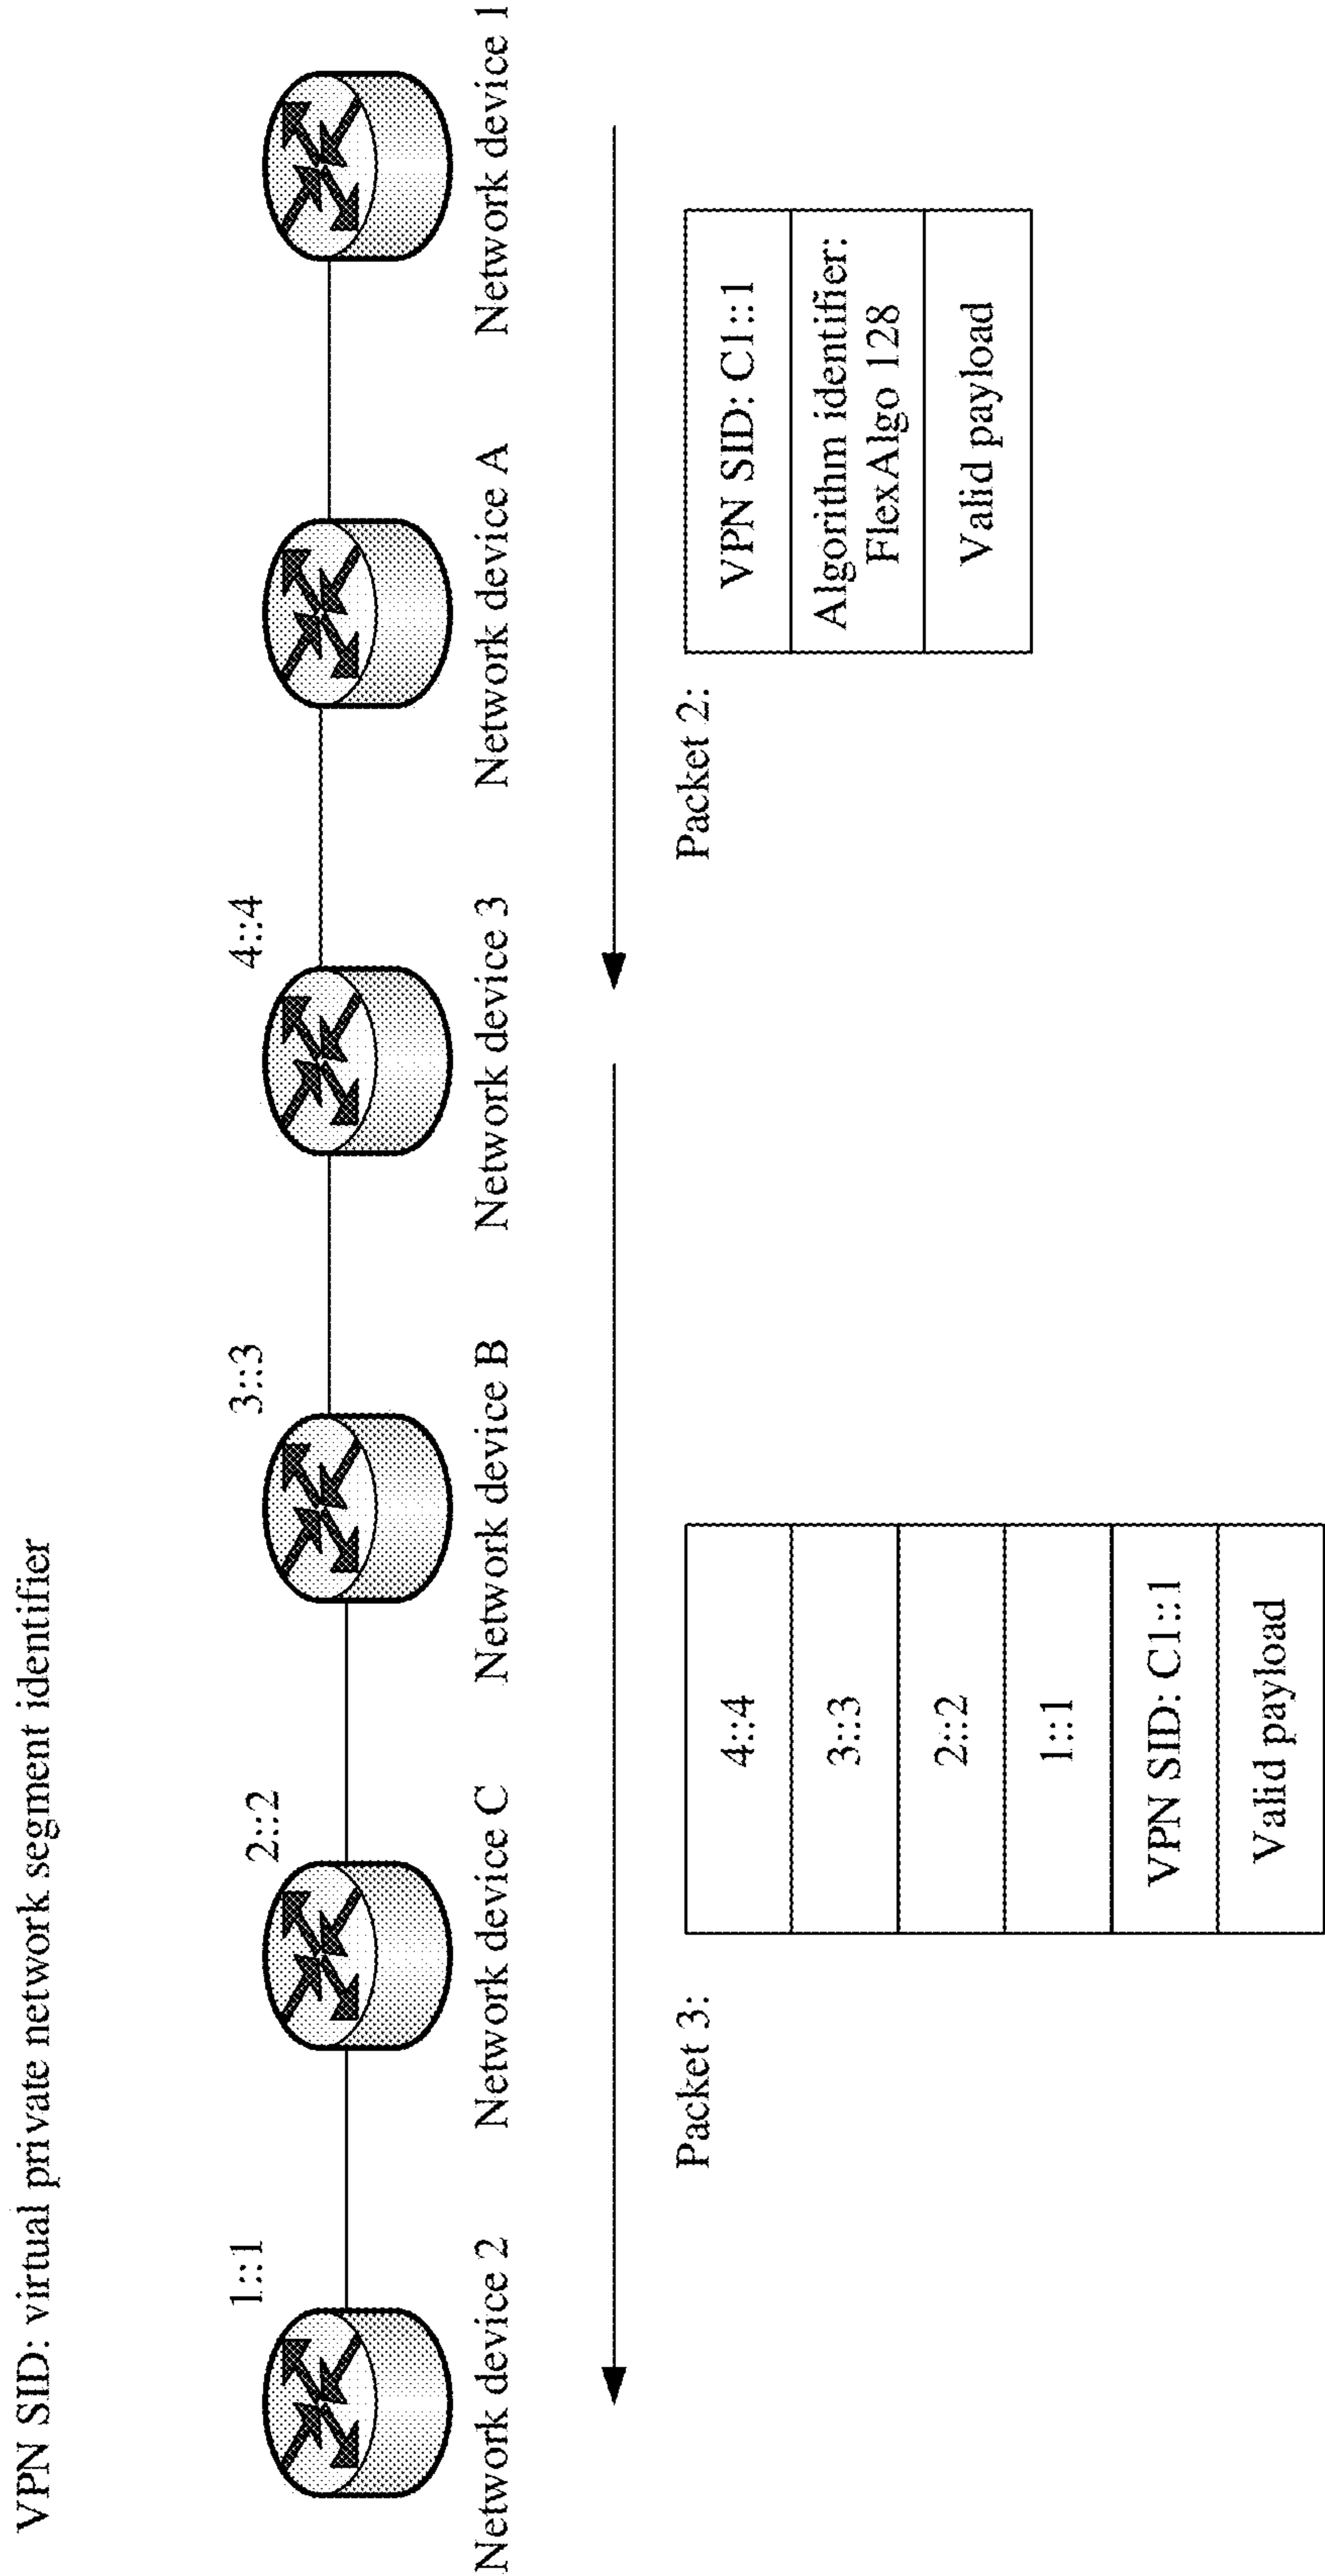 VPN SID: virtual private network segment identifier
1::1
2::2
3::3
4::4
Network device 2
Network device C
Network device B
Network device 3
Network device A
Network device 1
Packet 3:
4::4
3::3
2::2
1::1
VPN SID: C1::1
Valid payload
Packet 2:
VPN SID: C1::1
Algorithm identifier:
FlexAlgo 128
Valid payload